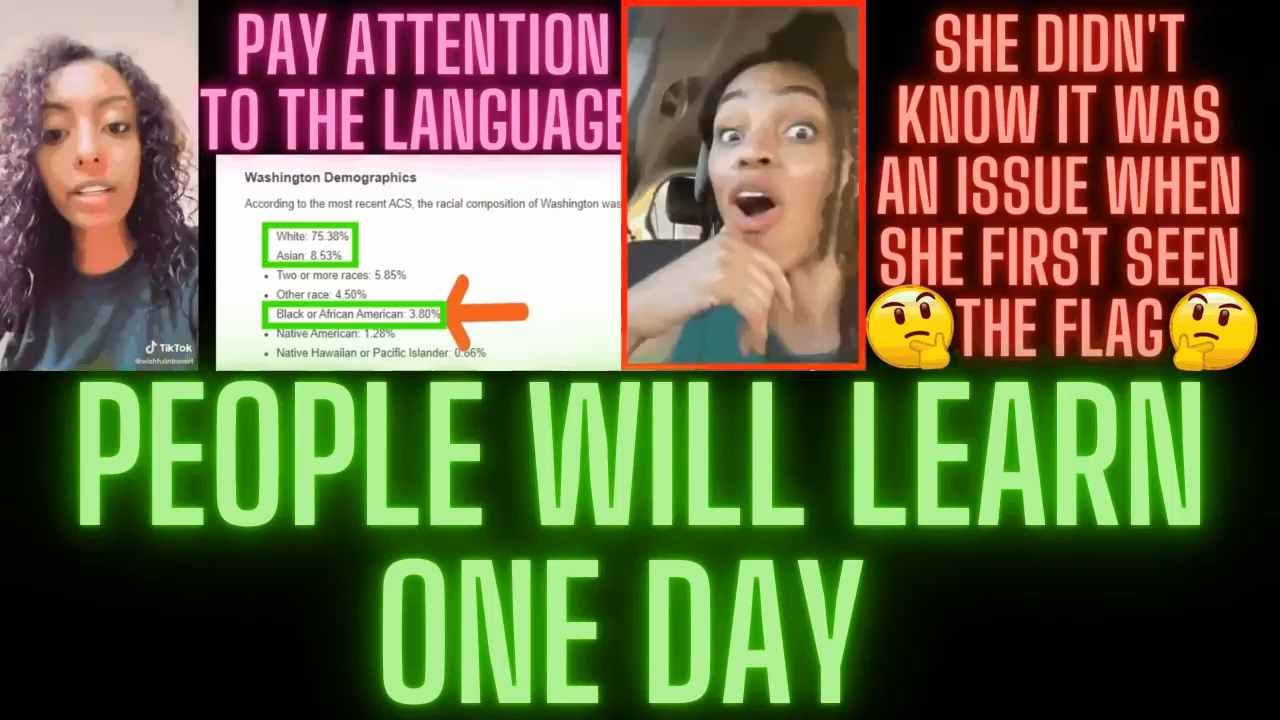 PAY ATTENTION
TO THE LANGUAGE
Washington Demographics
According to the most recent ACS, the racial composition of Washington was
White: 75.38%
Asian: 8.53%
Two or more races: 5.85%
Other race: 4.50%
Black or African American: 3.80%
Native American: 1.28%
Native Hawaiian or Pacific Islander: 0.66%
TikTok
@wishfulintrovert
SHE DIDN'T
KNOW IT WAS
AN ISSUE WHEN
SHE FIRST SEEN
THE FLAG
PEOPLE WILL LEARN
ONE DAY